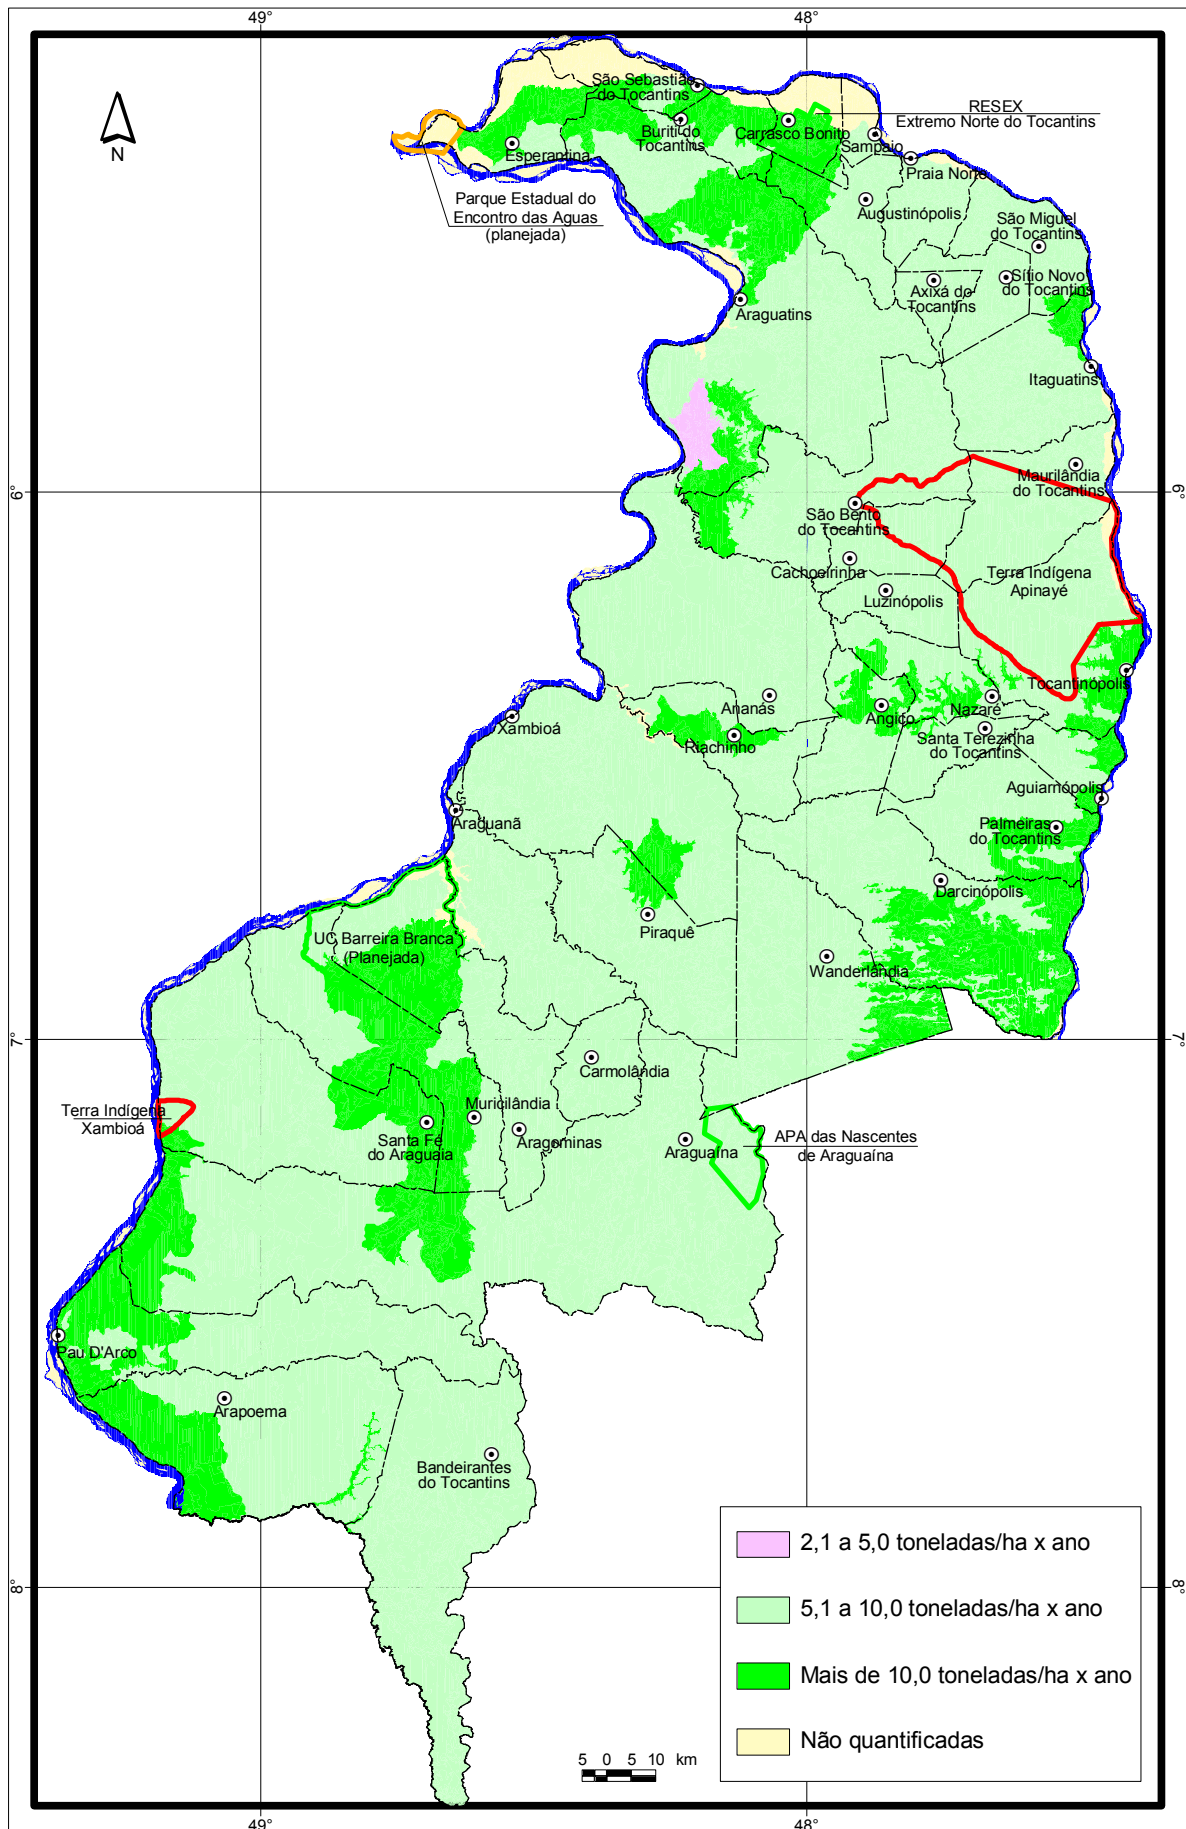 49°
48°
N
São Sebastião
do Tocantins
RESEX
Extremo Norte do Tocantins
Buriti do
Tocantins
Carrasco Bonito
Sampaio
Esperantina
Praia Norte
Parque Estadual do
Encontro das Aguas
(planejada)
Augustinópolis
São Miguel
do Tocantins
Sítio Novo
do Tocantins
Axixá do
Tocantins
Araguatins
Itaguatins
6°
6°
Maurilândia
do Tocantins
São Bento
do Tocantins
Cachoeirinha
Terra Indígena
Apinayé
Luzinópolis
Tocantinópolis
Ananás
Angico
Nazaré
Xambioá
Riachinho
Santa Terezinha
do Tocantins
Aguiarnópolis
Araguanã
Palmeiras
do Tocantins
Darcinópolis
Piraquê
UC Barreira Branca
(Planejada)
Wanderlândia
7°
7°
Carmolândia
Terra Indígena
Xambioá
Muricilândia
Santa Fé
do Araguaia
Aragominas
Araguaína
APA das Nascentes
de Araguaína
Pau D'Arco
Arapoema
Bandeirantes
do Tocantins
2,1 a 5,0 toneladas/ha x ano
5,1 a 10,0 toneladas/ha x ano
Mais de 10,0 toneladas/ha x ano
Não quantificadas
8°
8°
5 0 5 10 km
49°
48°